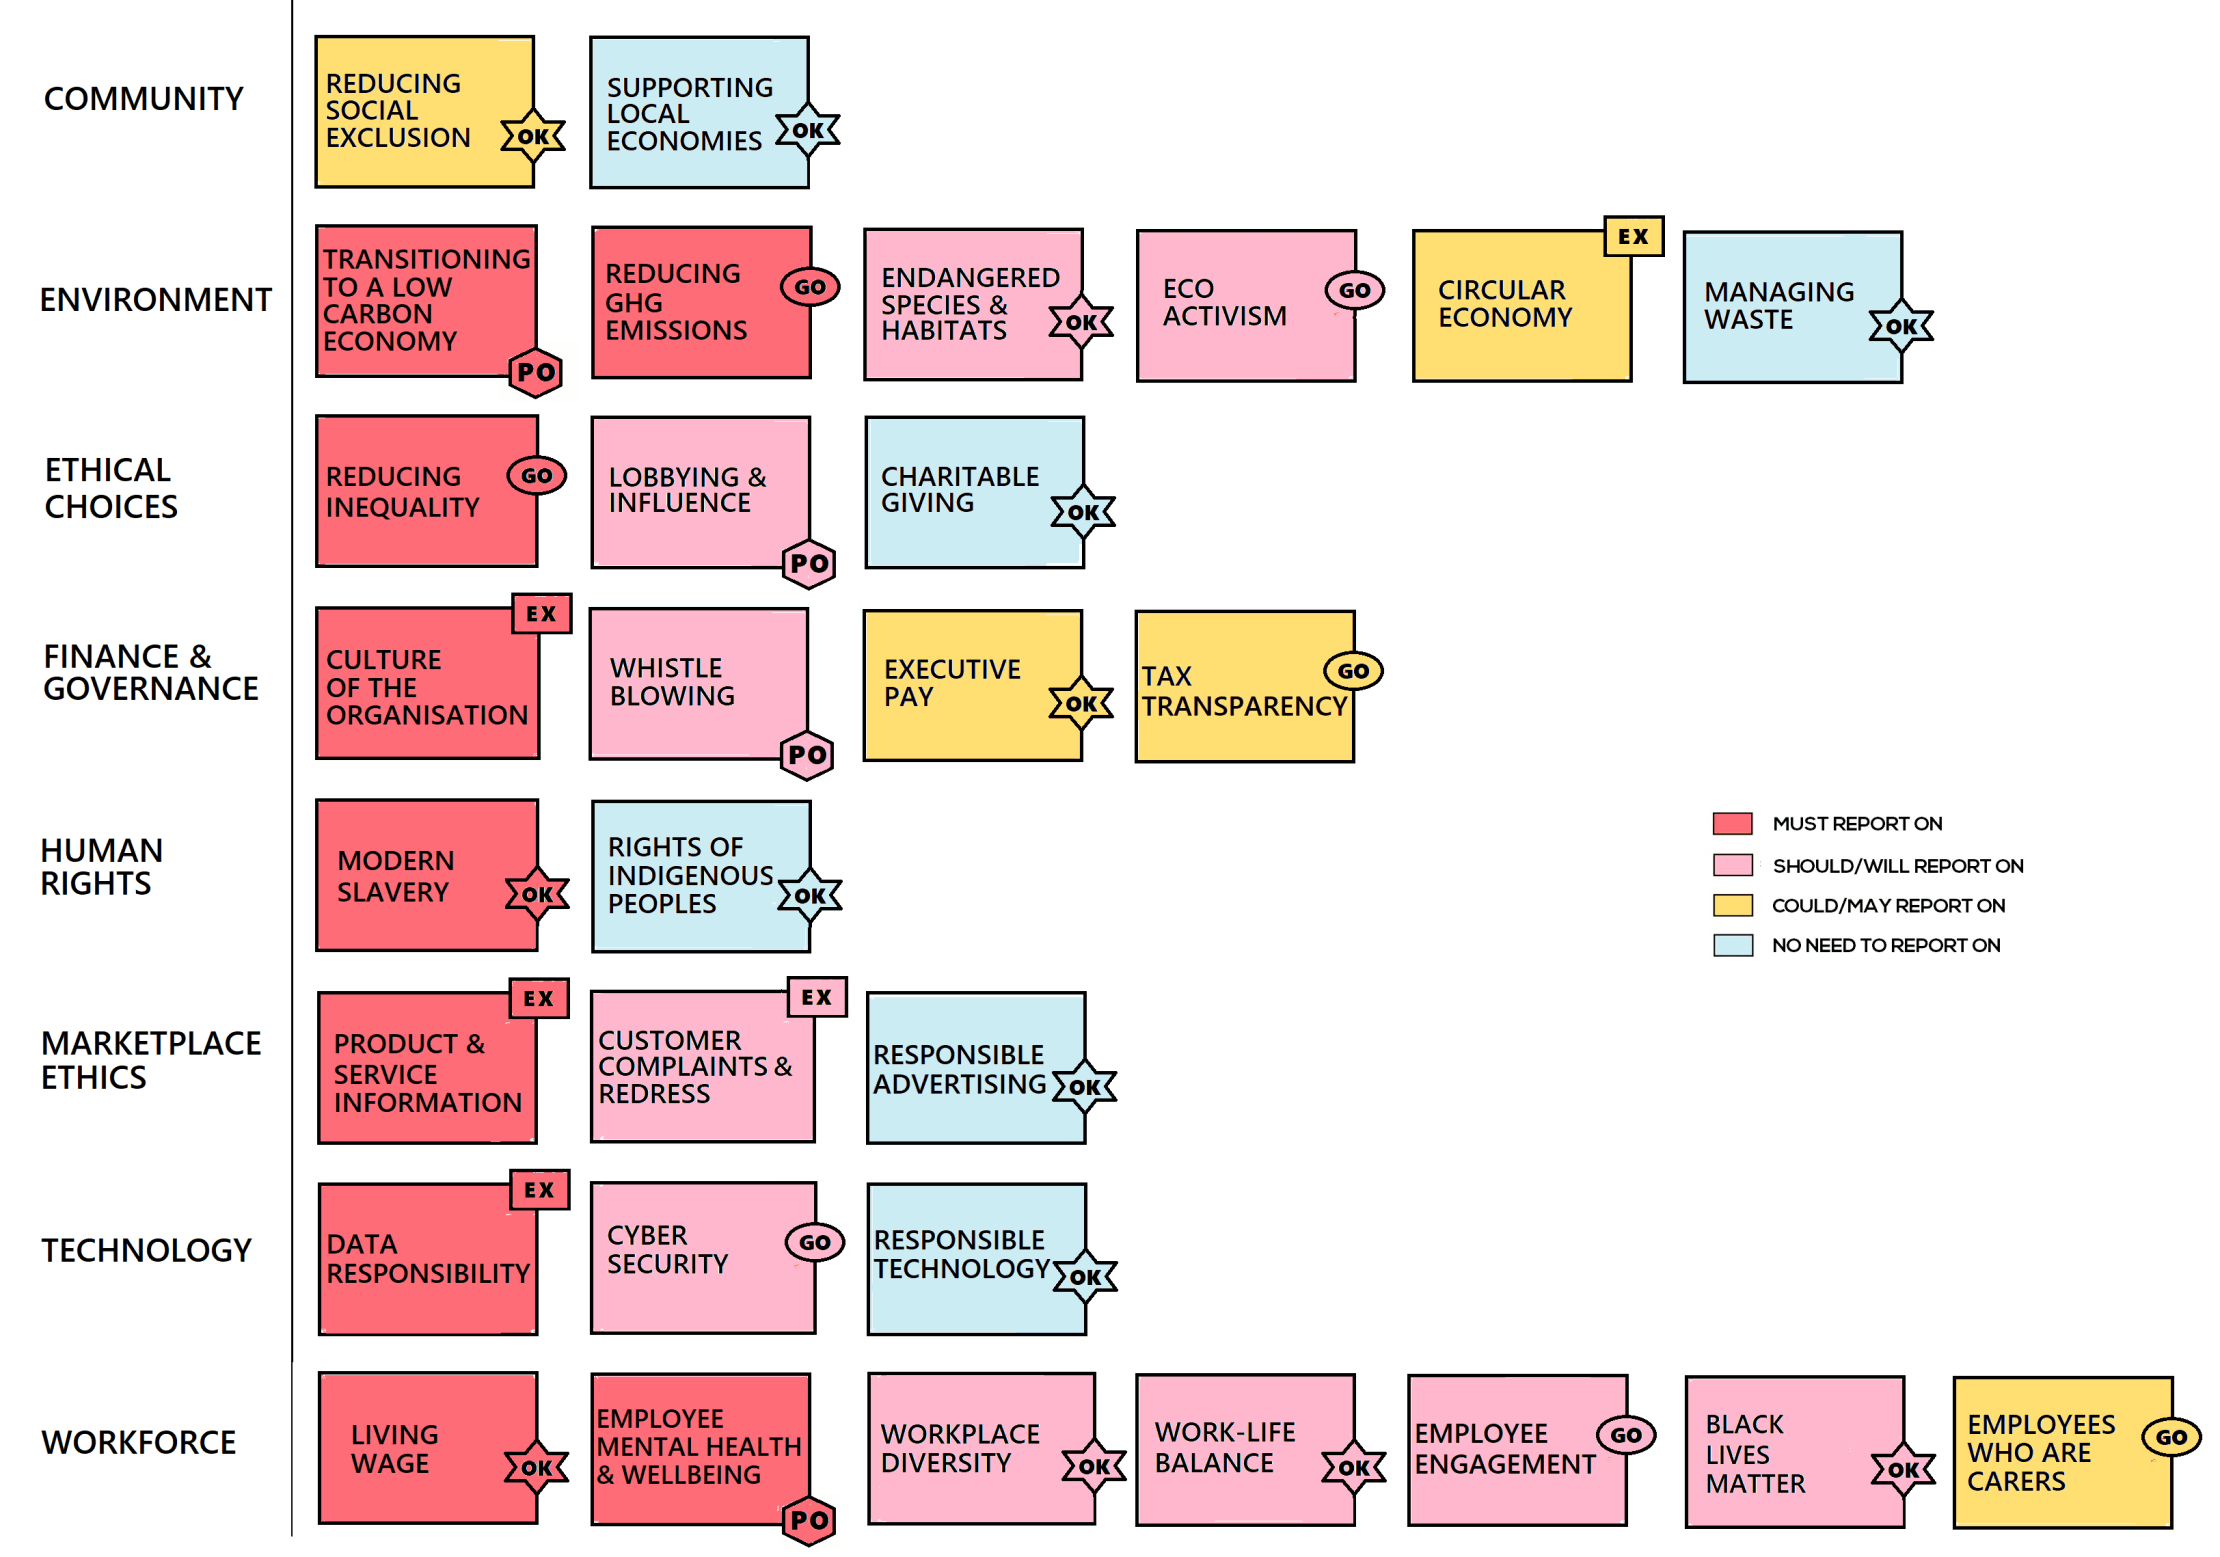 COMMUNITY
REDUCING
SOCIAL
EXCLUSION
OK
SUPPORTING
LOCAL
ECONOMIES
OK
ENVIRONMENT
TRANSITIONING
TO A LOW
CARBON
ECONOMY
PO
REDUCING
GHG
EMISSIONS
GO
ENDANGERED
SPECIES &
HABITATS
OK
ECO
ACTIVISM
GO
CIRCULAR
ECONOMY
EX
MANAGING
WASTE
OK
ETHICAL
CHOICES
REDUCING
INEQUALITY
GO
LOBBYING &
INFLUENCE
PO
CHARITABLE
GIVING
OK
FINANCE &
GOVERNANCE
EX
CULTURE
OF THE
ORGANISATION
WHISTLE
BLOWING
PO
EXECUTIVE
PAY
OK
TAX
TRANSPARENCY
GO
HUMAN
RIGHTS
MODERN
SLAVERY
OK
RIGHTS OF
INDIGENOUS
PEOPLES
OK
MUST REPORT ON
SHOULD/WILL REPORT ON
COULD/MAY REPORT ON
NO NEED TO REPORT ON
MARKETPLACE
ETHICS
EX
PRODUCT &
SERVICE
INFORMATION
EX
CUSTOMER
COMPLAINTS &
REDRESS
RESPONSIBLE
ADVERTISING
OK
TECHNOLOGY
EX
DATA
RESPONSIBILITY
CYBER
SECURITY
GO
RESPONSIBLE
TECHNOLOGY
OK
WORKFORCE
LIVING
WAGE
OK
EMPLOYEE
MENTAL HEALTH
& WELLBEING
PO
WORKPLACE
DIVERSITY
OK
WORK-LIFE
BALANCE
OK
EMPLOYEE
ENGAGEMENT
GO
BLACK
LIVES
MATTER
OK
EMPLOYEES
WHO ARE
CARERS
GO